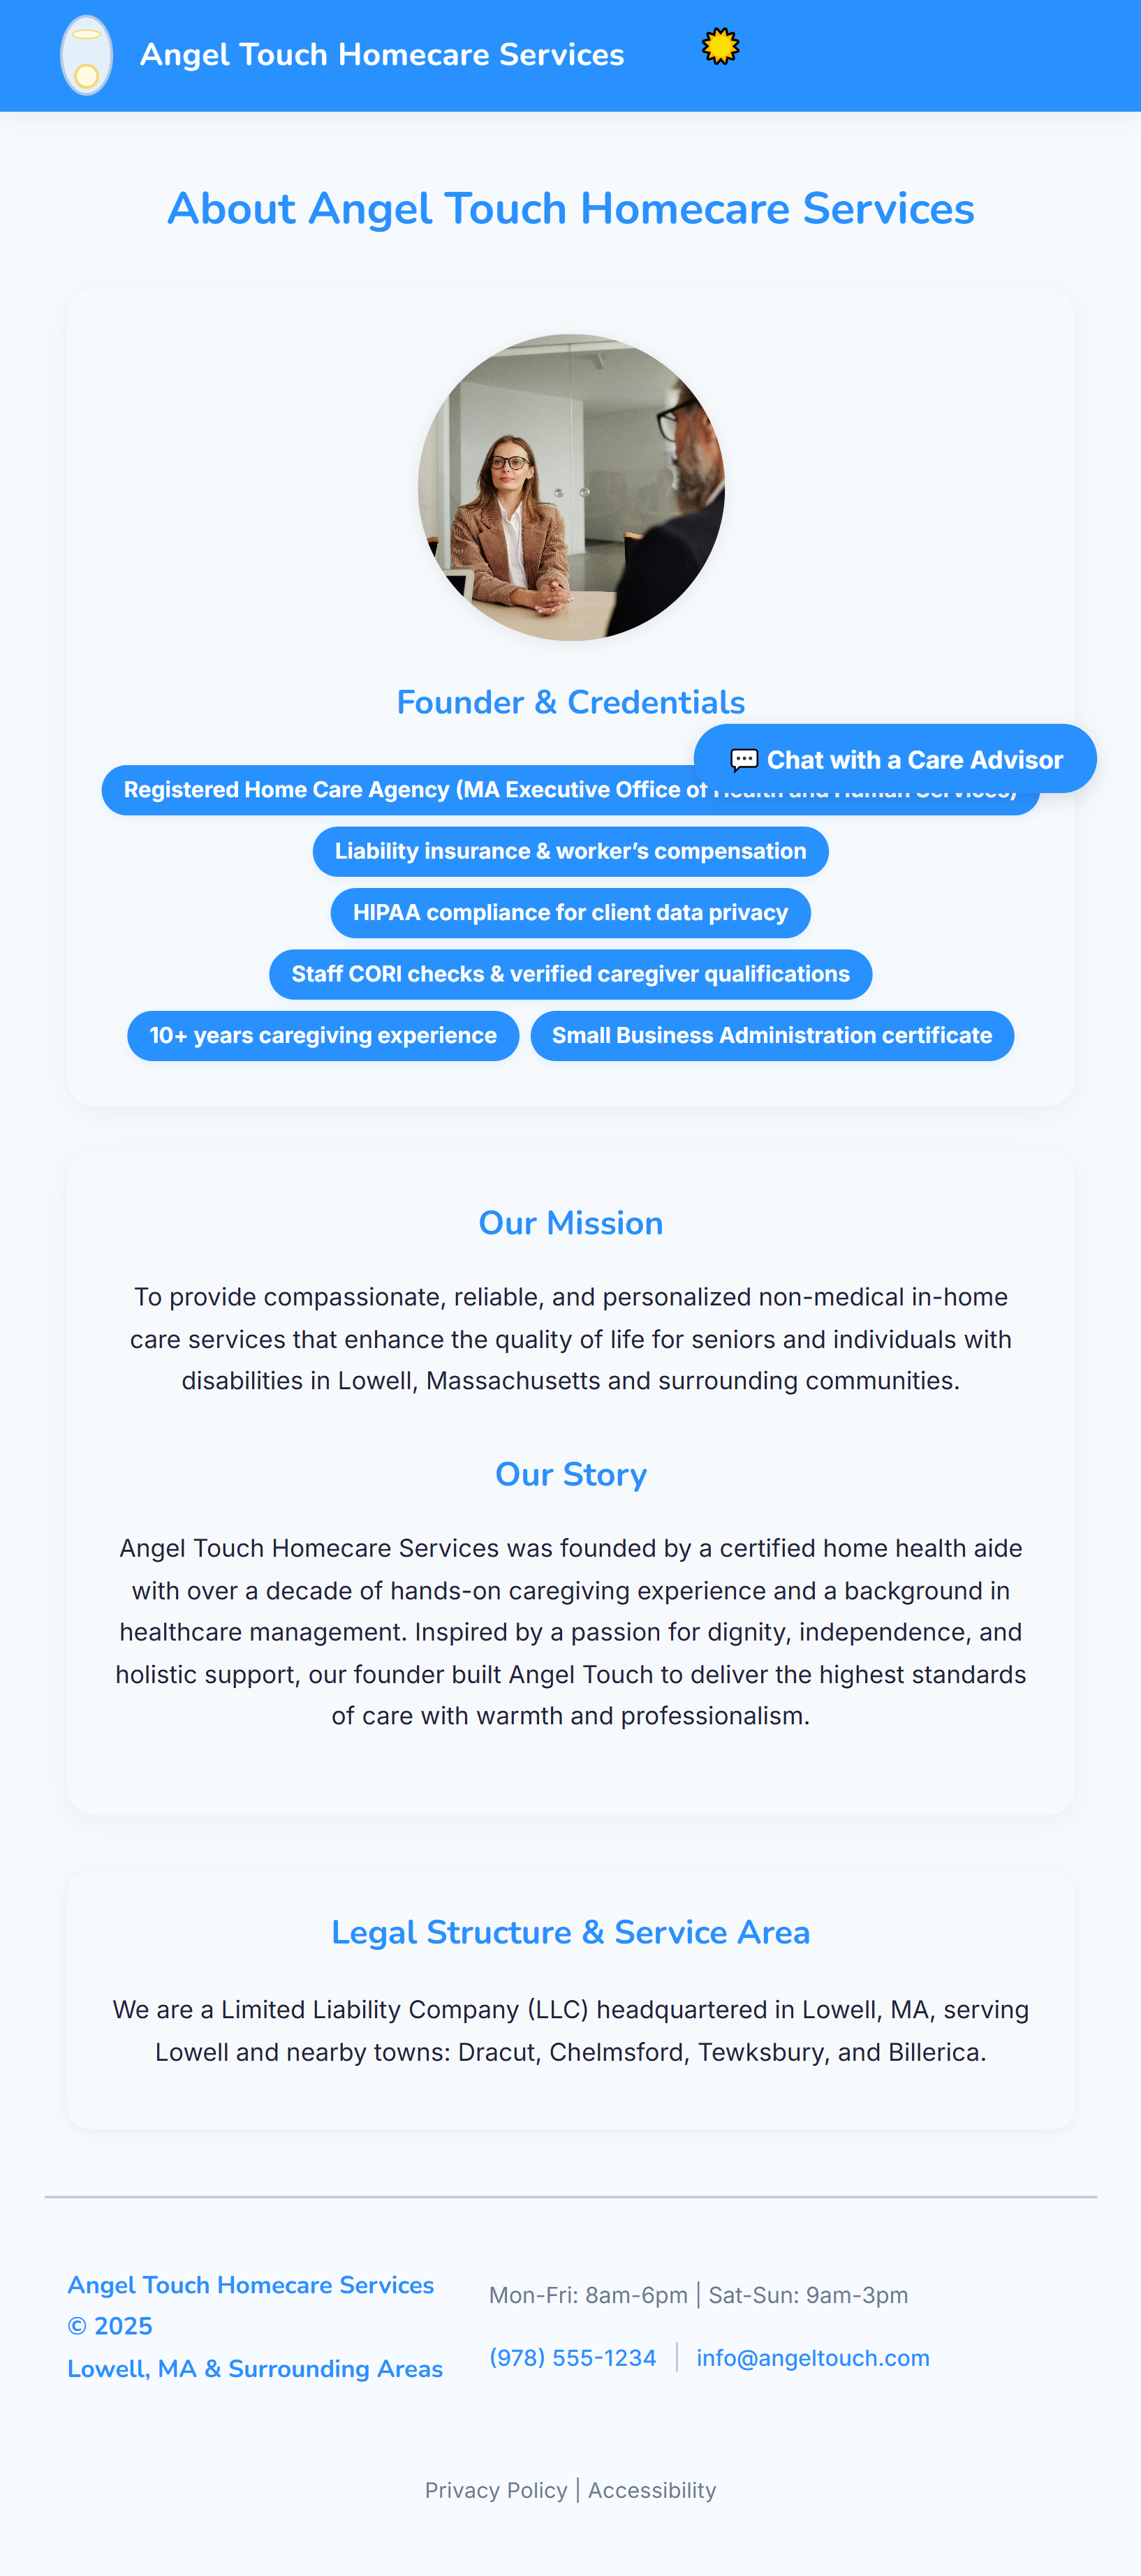 Angel Touch Homecare Services
About Angel Touch Homecare Services
Founder & Credentials
💬 Chat with a Care Advisor
Registered Home Care Agency (MA Executive Office of Health and Human Services)
Liability insurance & worker’s compensation
HIPAA compliance for client data privacy
Staff CORI checks & verified caregiver qualifications
10+ years caregiving experience
Small Business Administration certificate
Our Mission
To provide compassionate, reliable, and personalized non-medical in-home
care services that enhance the quality of life for seniors and individuals with
disabilities in Lowell, Massachusetts and surrounding communities.
Our Story
Angel Touch Homecare Services was founded by a certified home health aide
with over a decade of hands-on caregiving experience and a background in
healthcare management. Inspired by a passion for dignity, independence, and
holistic support, our founder built Angel Touch to deliver the highest standards
of care with warmth and professionalism.
Legal Structure & Service Area
We are a Limited Liability Company (LLC) headquartered in Lowell, MA, serving
Lowell and nearby towns: Dracut, Chelmsford, Tewksbury, and Billerica.
Angel Touch Homecare Services
© 2025
Lowell, MA & Surrounding Areas
Mon-Fri: 8am-6pm | Sat-Sun: 9am-3pm
(978) 555-1234 | info@angeltouch.com
Privacy Policy | Accessibility